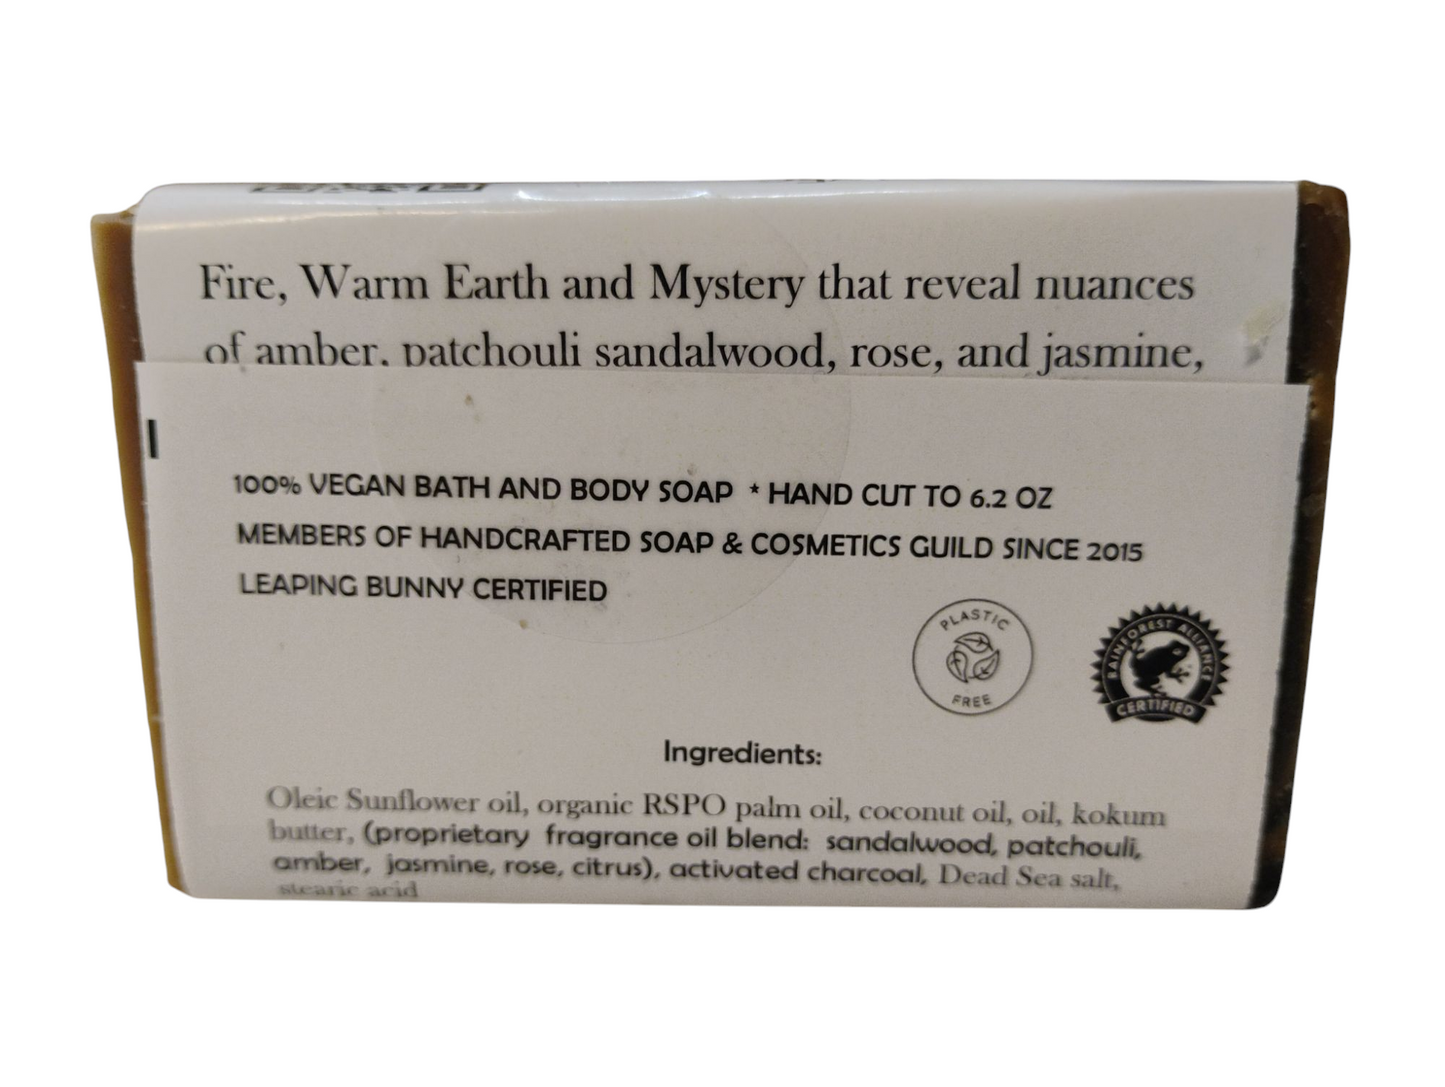 Fire, Warm Earth and Mystery that reveal nuances
of amber, patchouli sandalwood, rose, and jasmine,
100% VEGAN BATH AND BODY SOAP * HAND CUT TO 6.2 OZ
MEMBERS OF HANDCRAFTED SOAP & COSMETICS GUILD SINCE 2015
LEAPING BUNNY CERTIFIED
PLASTIC
FREE
RAINFOREST ALLIANCE
CERTIFIED
Ingredients:
Oleic Sunflower oil, organic RSPO palm oil, coconut oil, oil, kokum
butter, (proprietary fragrance oil blend: sandalwood, patchouli,
amber, jasmine, rose, citrus), activated charcoal, Dead Sea salt,
stearic acid